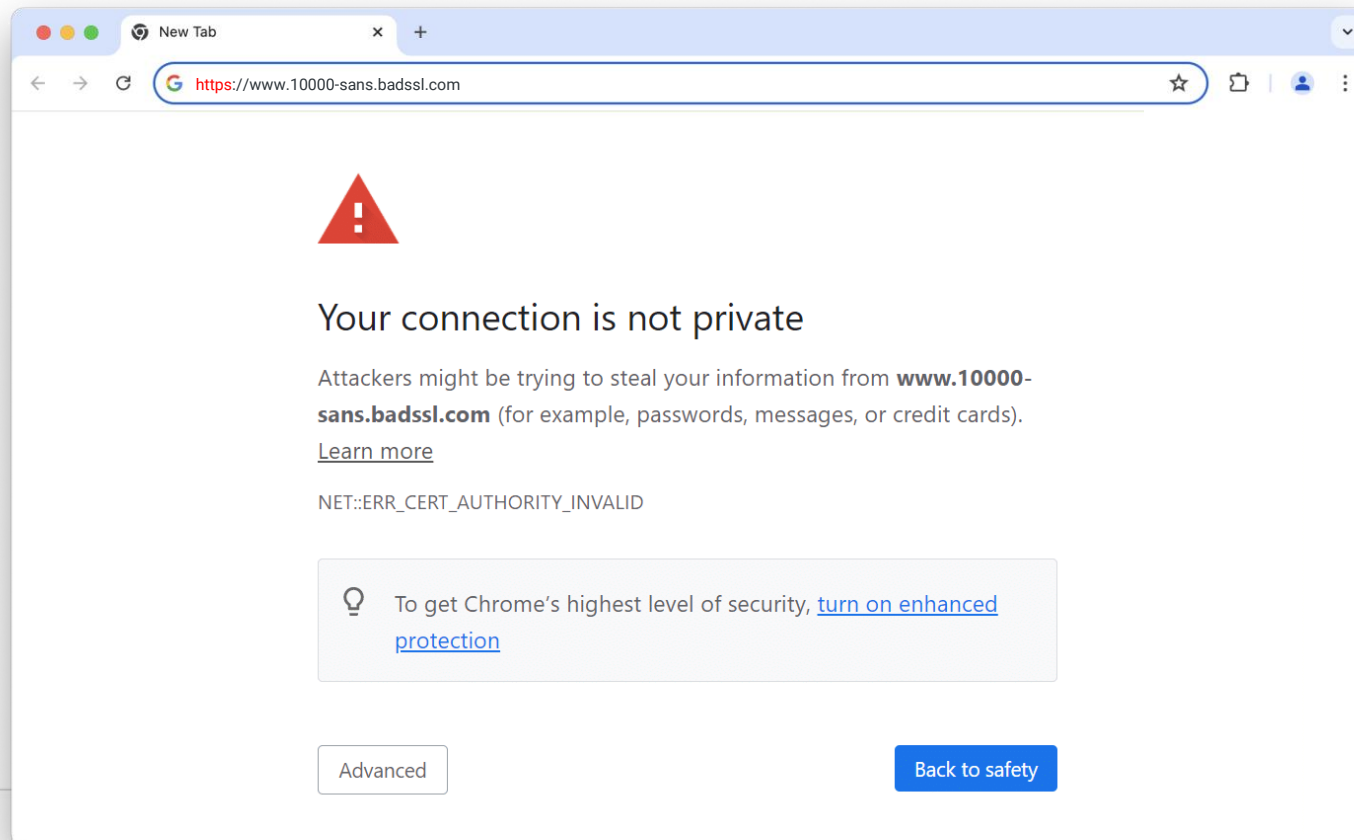 New Tab
https://www.10000-sans.badssl.com
Your connection is not private
Attackers might be trying to steal your information from www.10000-
sans.badssl.com (for example, passwords, messages, or credit cards).
Learn more
NET::ERR_CERT_AUTHORITY_INVALID
To get Chrome's highest level of security, turn on enhanced
protection
Advanced
Back to safety